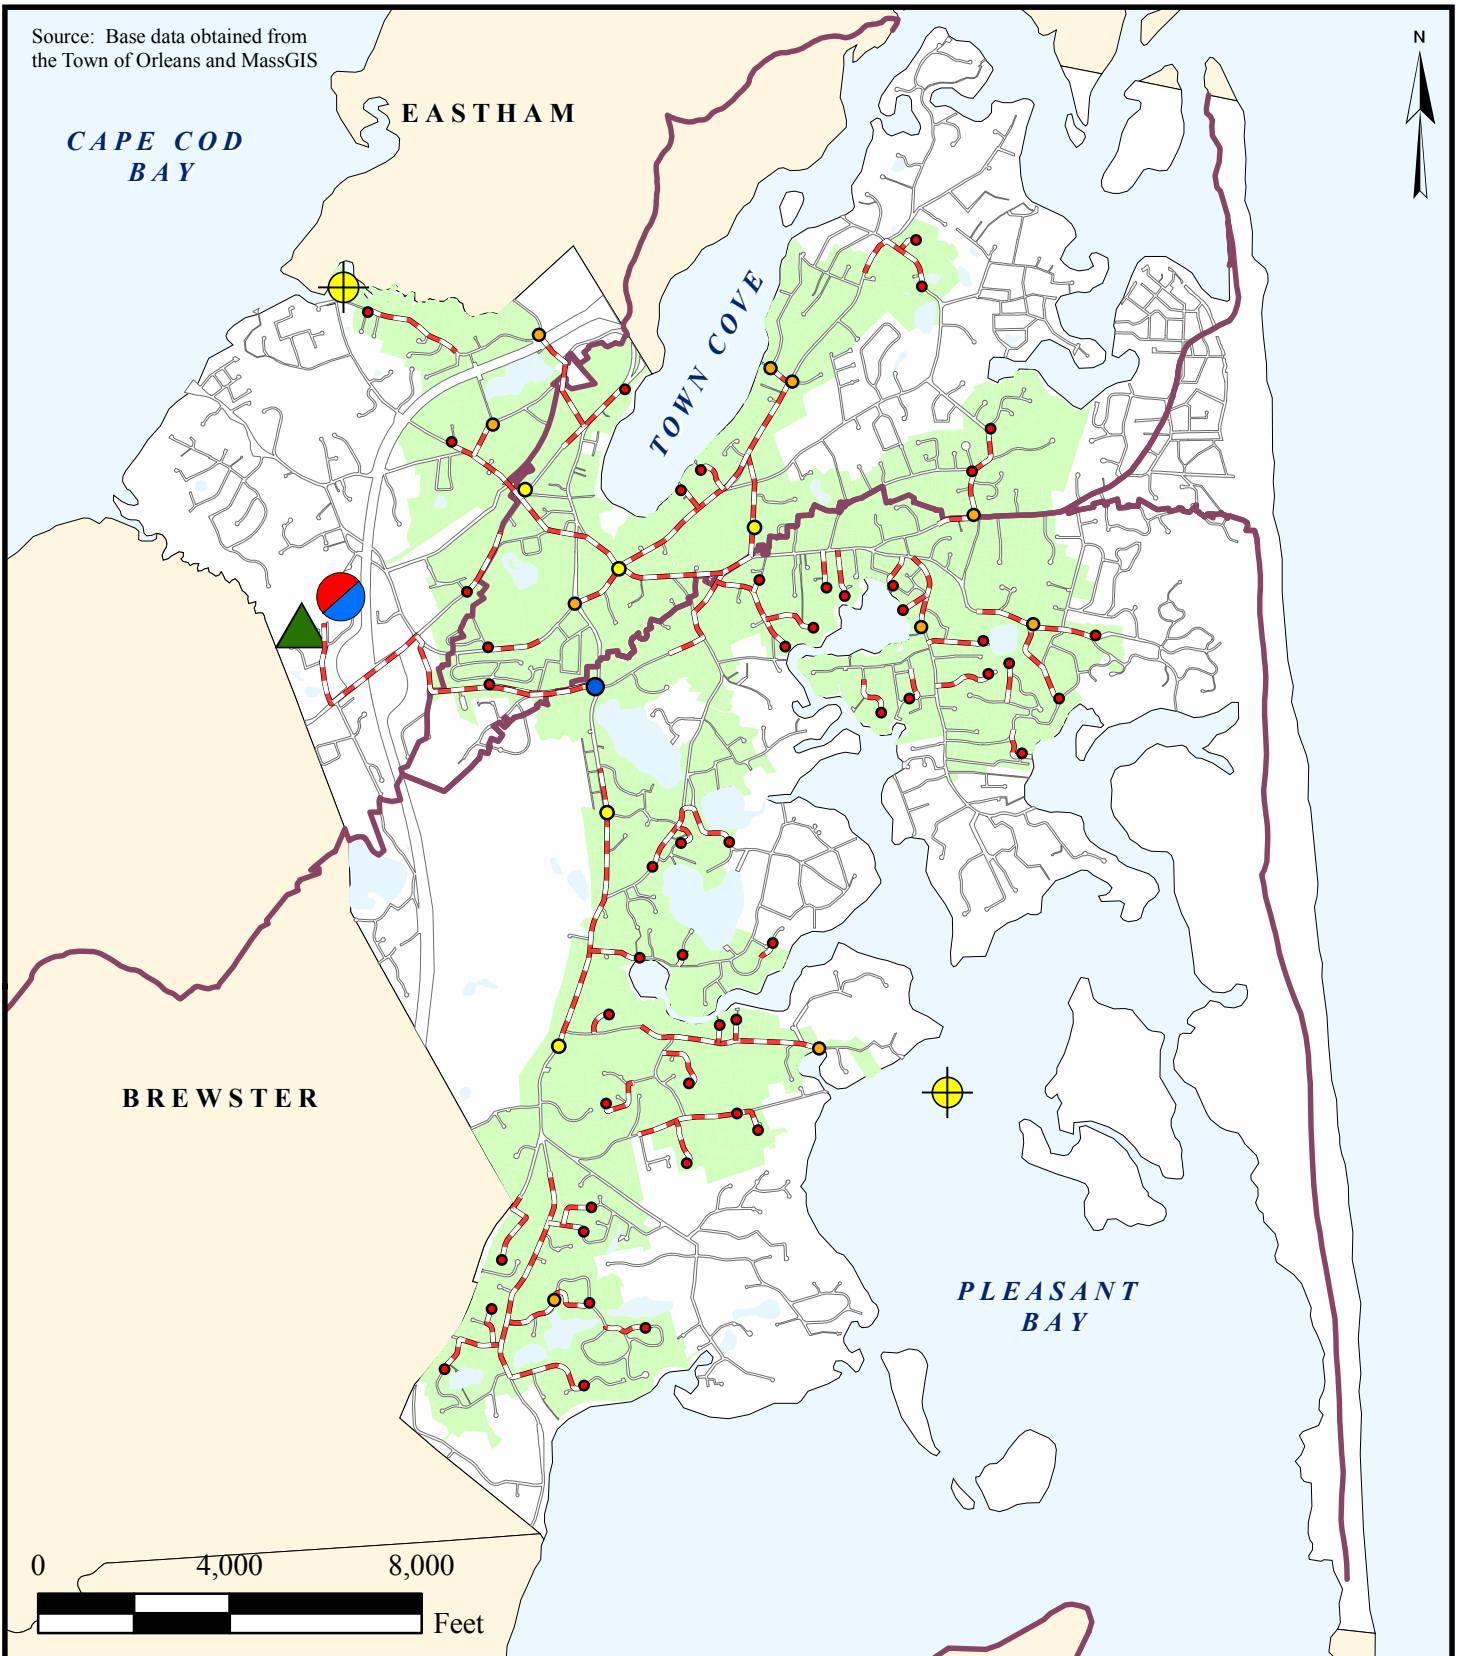 Source: Base data obtained from
the Town of Orleans and MassGIS
N
EASTHAM
CAPE COD
BAY
TOWN COVE
BREWSTER
PLEASANT
BAY
0 4,000 8,000
Feet